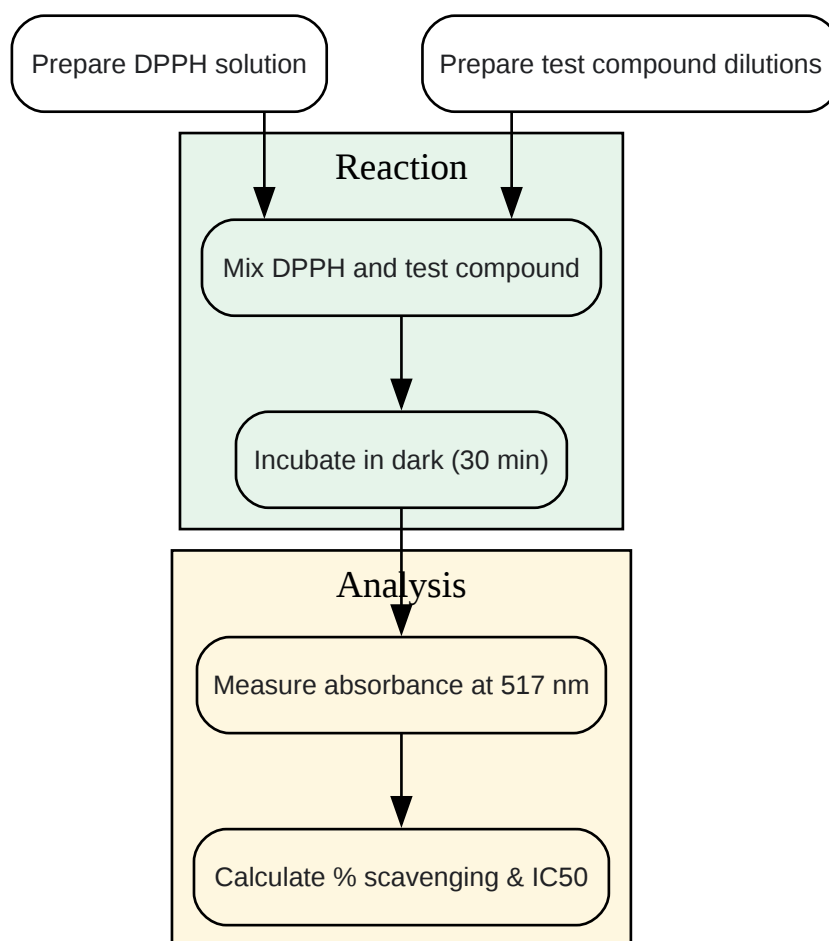 Prepare DPPH solution
Prepare test compound dilutions
Reaction
Mix DPPH and test compound
Incubate in dark (30 min)
Analysis
Measure absorbance at 517 nm
Calculate % scavenging & IC50